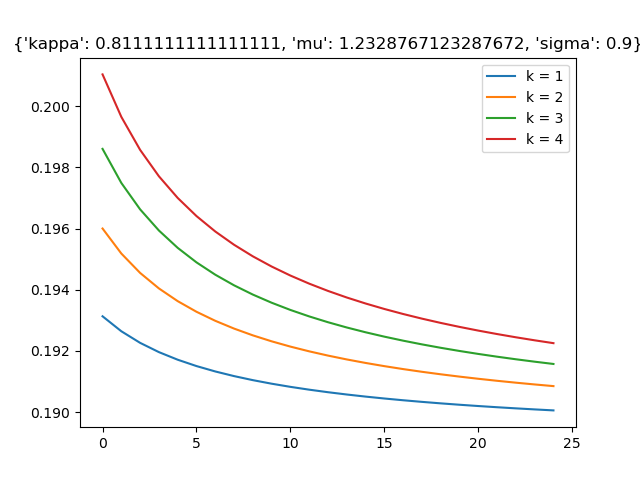 {'kappa': 0.8111111111111111, 'mu': 1.2328767123287672, 'sigma': 0.9}
k = 1
k = 2
k = 3
k = 4
0.200
0.198
0.196
0.194
0.192
0.190
0 5 10 15 20 25